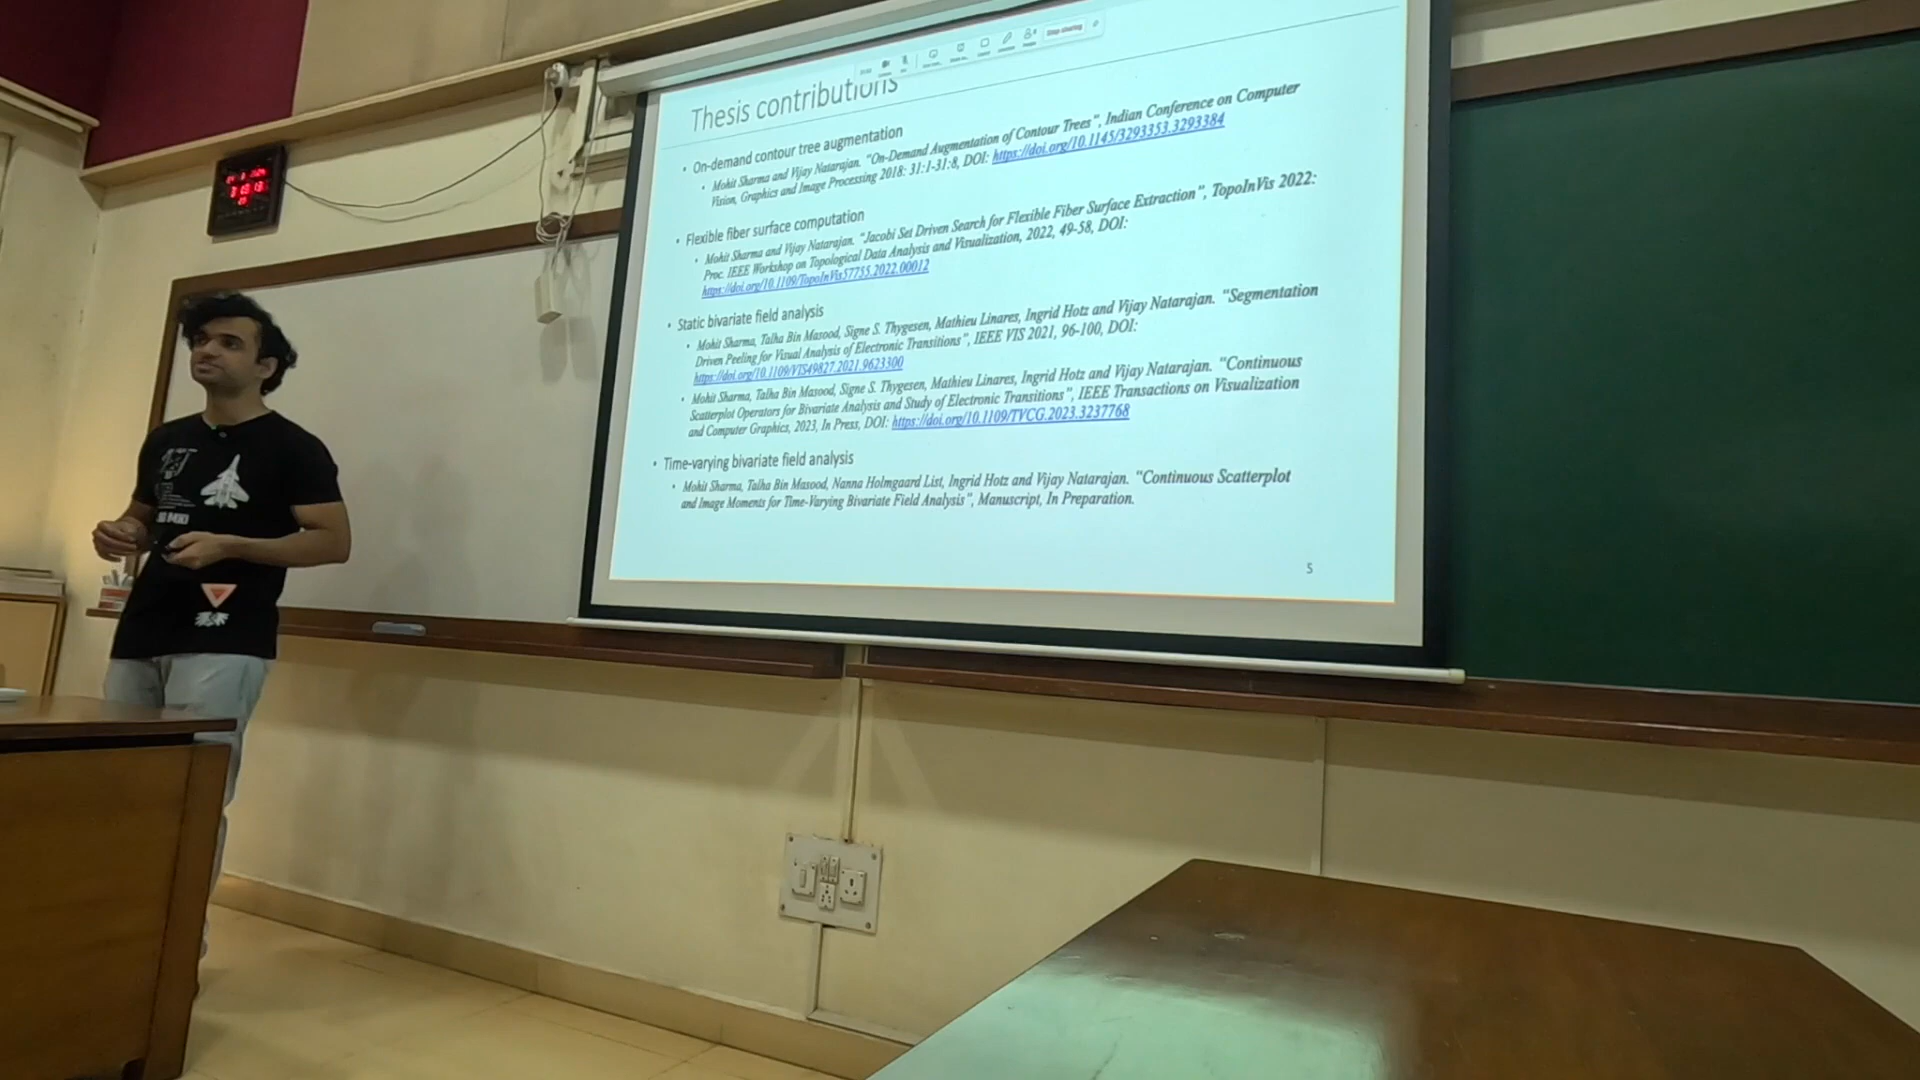 Stop sharing
Thesis contributions
• On-demand contour tree augmentation
• Mohit Sharma and Vijay Natarajan. “On-Demand Augmentation of Contour Trees”, Indian Conference on Computer
Vision, Graphics and Image Processing 2018: 31:1-31:8, DOI: https://doi.org/10.1145/3293353.3293384
• Flexible fiber surface computation
• Mohit Sharma and Vijay Natarajan. “Jacobi Set Driven Search for Flexible Fiber Surface Extraction”, TopoInVis 2022:
Proc. IEEE Workshop on Topological Data Analysis and Visualization, 2022, 49-58, DOI:
https://doi.org/10.1109/TopoInVis57755.2022.00012
• Static bivariate field analysis
• Mohit Sharma, Talha Bin Masood, Signe S. Thygesen, Mathieu Linares, Ingrid Hotz and Vijay Natarajan. “Segmentation
Driven Peeling for Visual Analysis of Electronic Transitions”, IEEE VIS 2021, 96-100, DOI:
https://doi.org/10.1109/VIS49827.2021.9623300
• Mohit Sharma, Talha Bin Masood, Signe S. Thygesen, Mathieu Linares, Ingrid Hotz and Vijay Natarajan. “Continuous
Scatterplot Operators for Bivariate Analysis and Study of Electronic Transitions”, IEEE Transactions on Visualization
and Computer Graphics, 2023, In Press, DOI: https://doi.org/10.1109/TVCG.2023.3237768
• Time-varying bivariate field analysis
• Mohit Sharma, Talha Bin Masood, Nanna Holmgaard List, Ingrid Hotz and Vijay Natarajan. “Continuous Scatterplot
and Image Moments for Time-Varying Bivariate Field Analysis”, Manuscript, In Preparation.
5